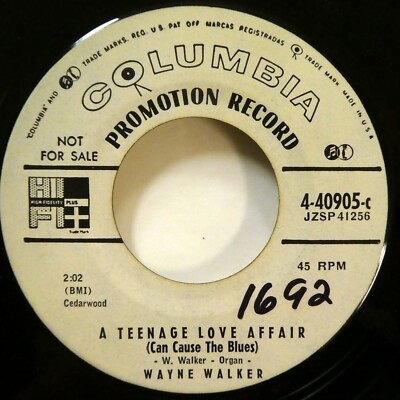 "COLUMBIA" AND TRADE MARKS, REG. U.S. PAT. OFF MARCAS REGISTRADAS TRADE MARK. MADE IN U.S.A.
COLUMBIA
PROMOTION RECORD
NOT
FOR SALE
HI
HIGH-FIDELITY PLUS
FI+
4-40905-c
JZSP 41256
2:02
(BMI)
Cedarwood
45 RPM
1692
A TEENAGE LOVE AFFAIR
(Can Cause The Blues)
- W. Walker - Organ -
WAYNE WALKER